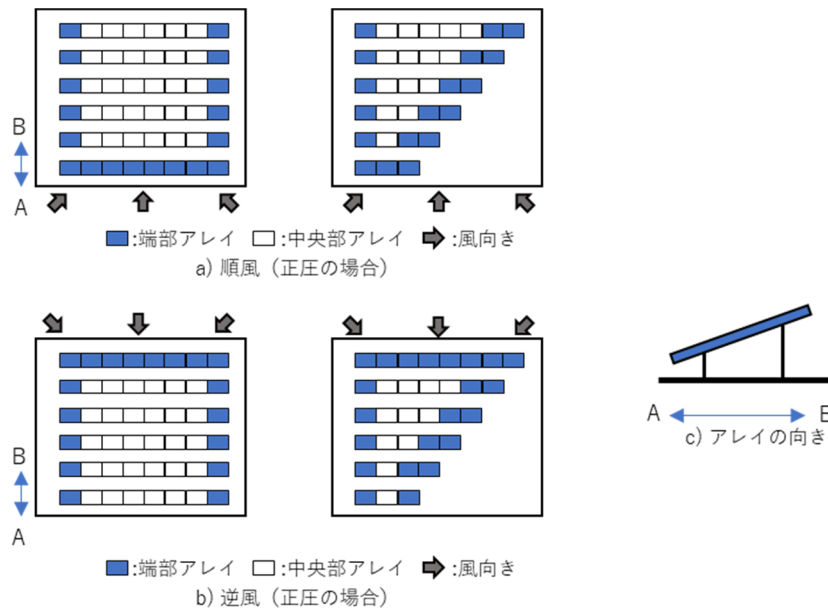 B
A
:端部アレイ :中央部アレイ :風向き
a) 順風（正圧の場合）
B
A
:端部アレイ :中央部アレイ :風向き
b) 逆風（正圧の場合）
A B
c) アレイの向き